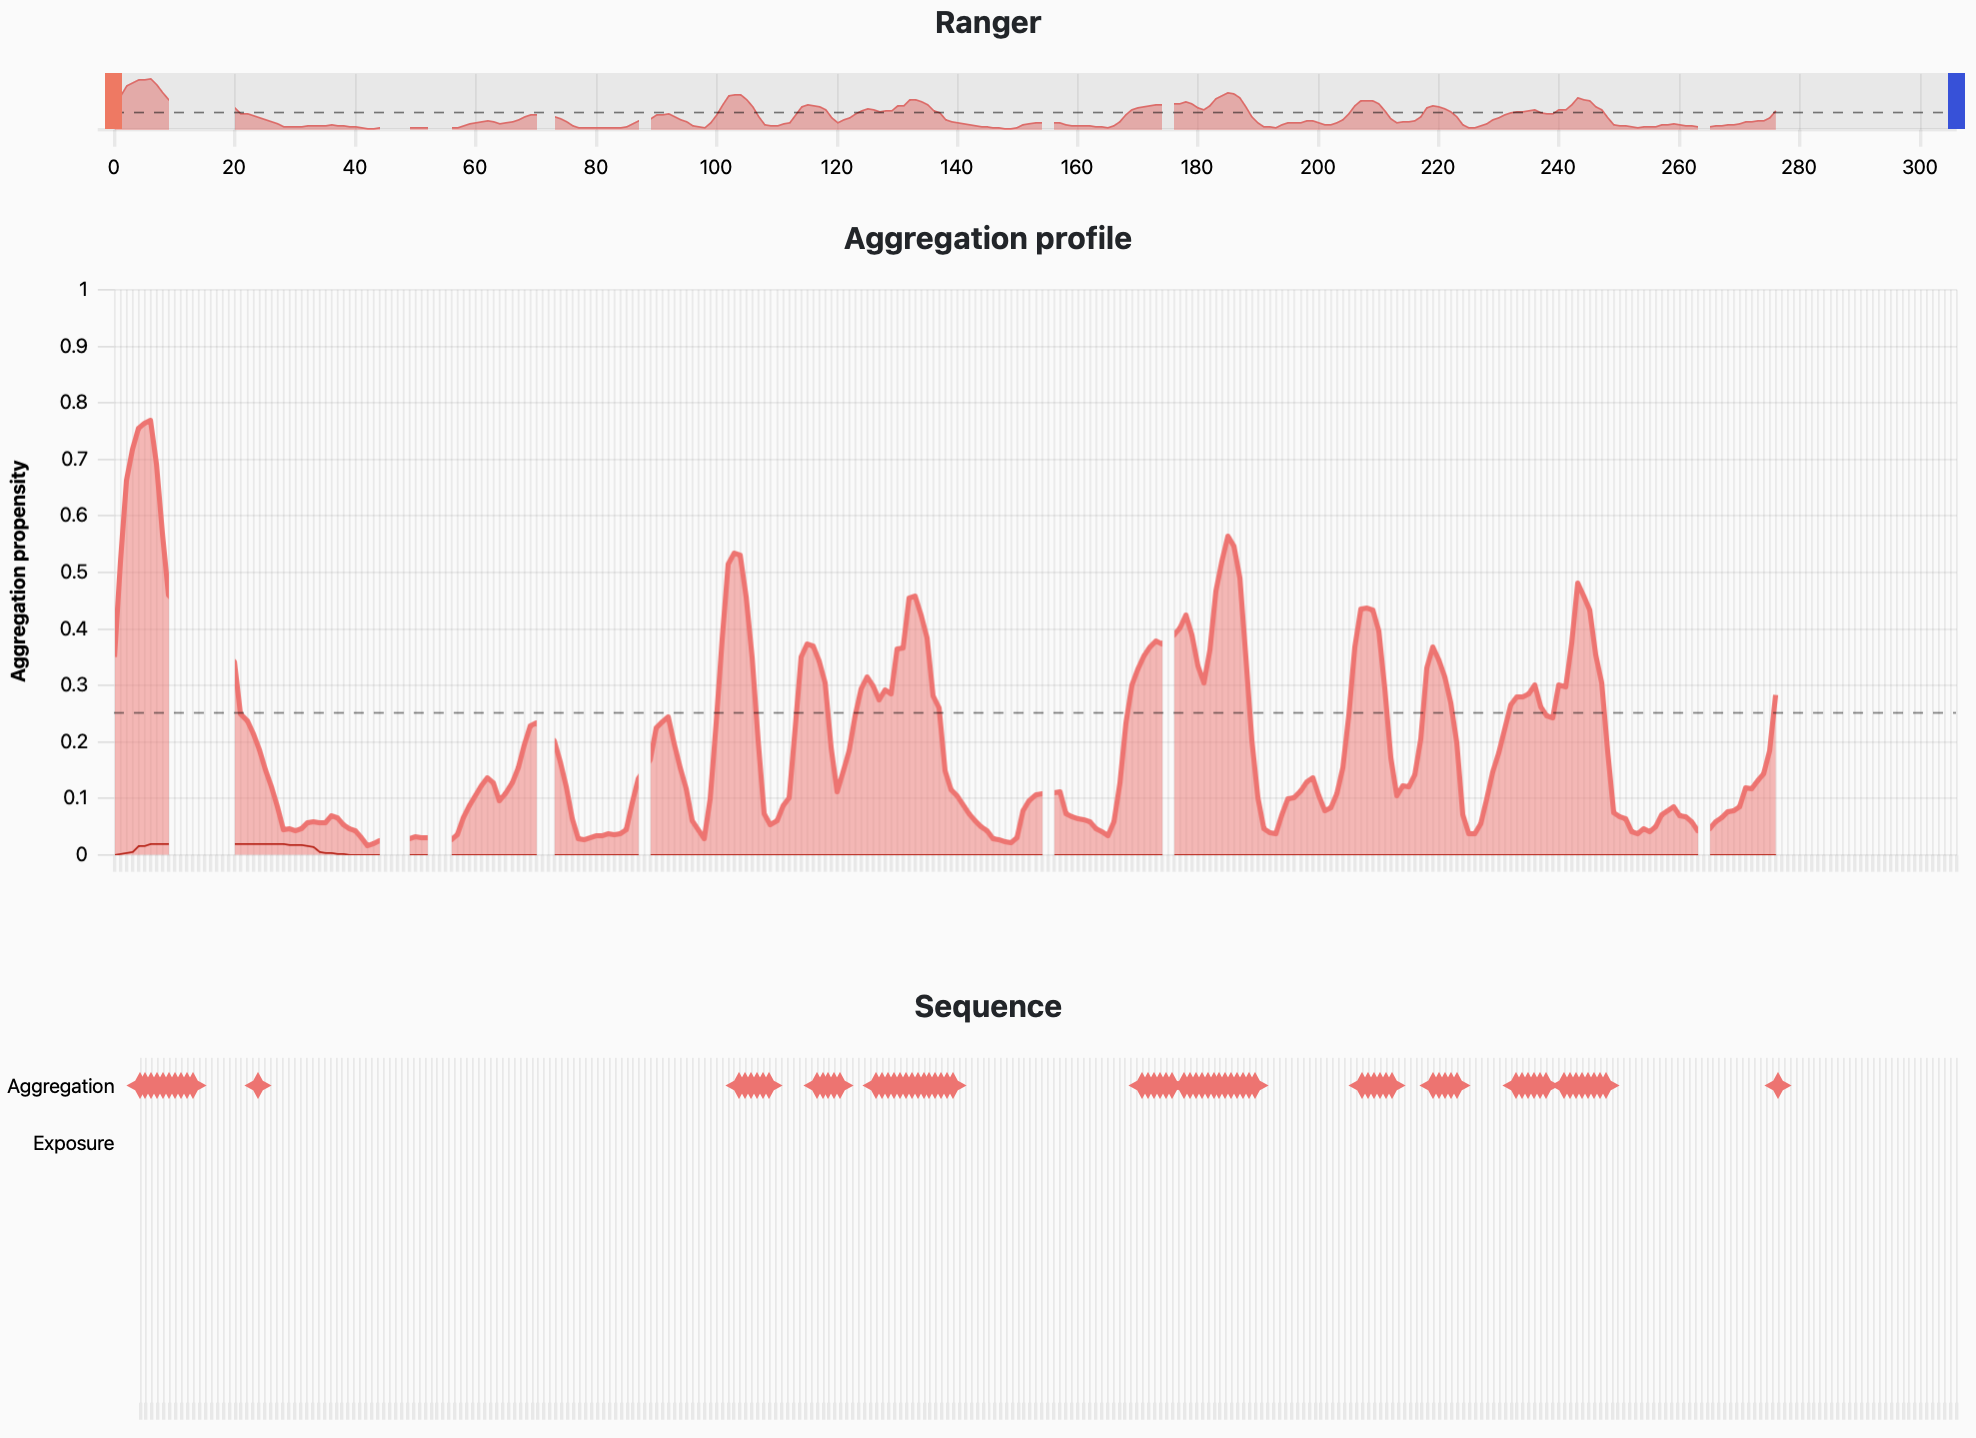 Ranger
0 20 40 60 80 100 120 140 160 180 200 220 240 260 280 300
Aggregation profile
Aggregation propensity
1
0.9
0.8
0.7
0.6
0.5
0.4
0.3
0.2
0.1
0
Sequence
Aggregation
Exposure